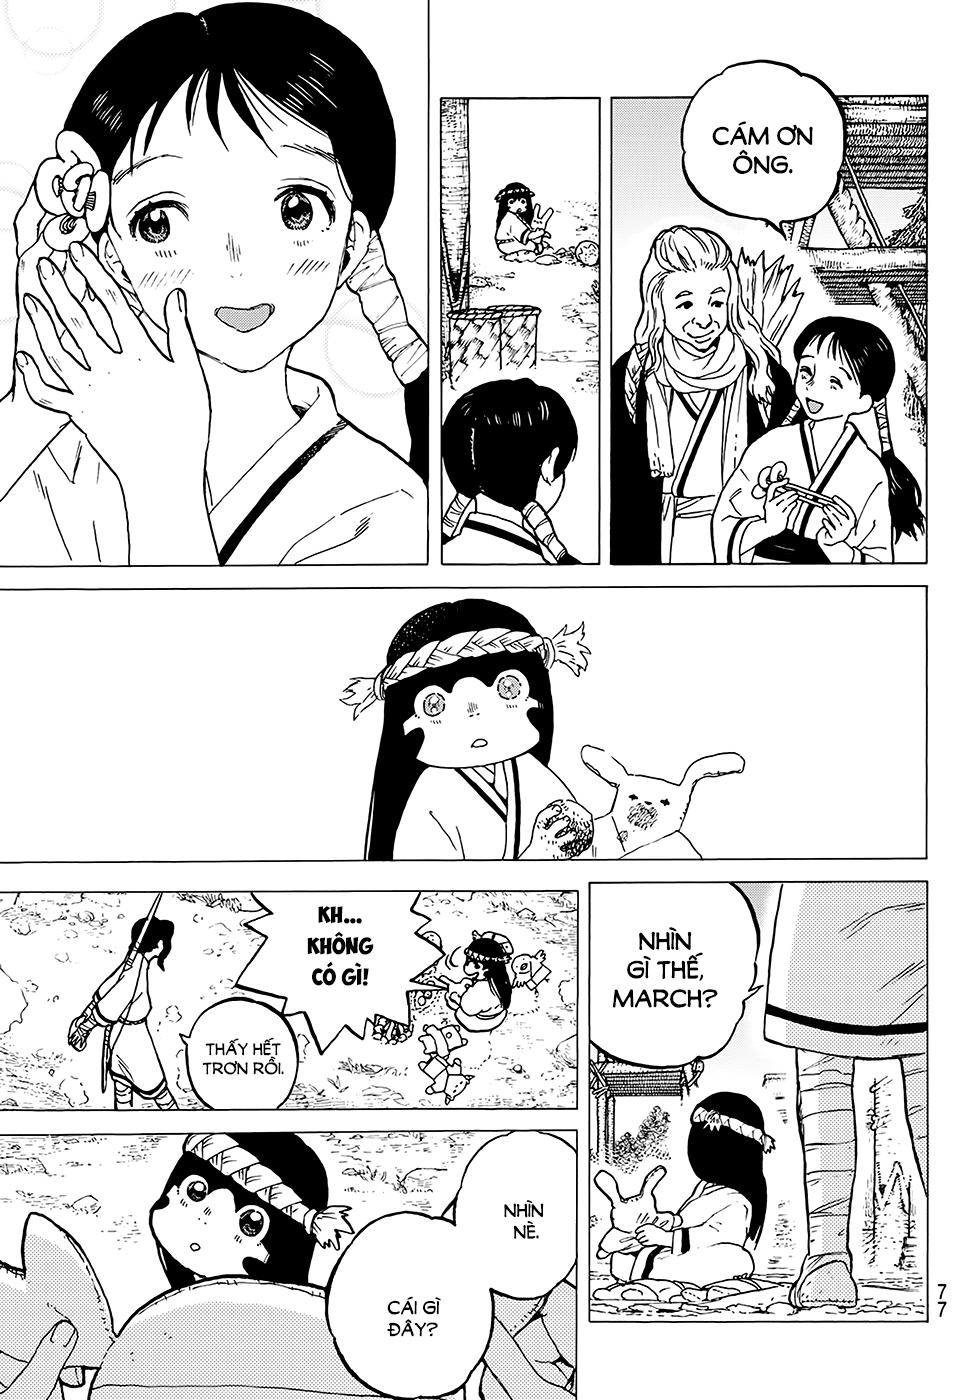 CÁM ƠN
ÔNG.
NHÌN
GÌ THẾ,
MARCH?
KH...
KHÔNG
CÓ GÌ!
THẤY HẾT
TRƠN RỒI.
NHÌN
NÈ.
CÁI GÌ
ĐÂY?
77